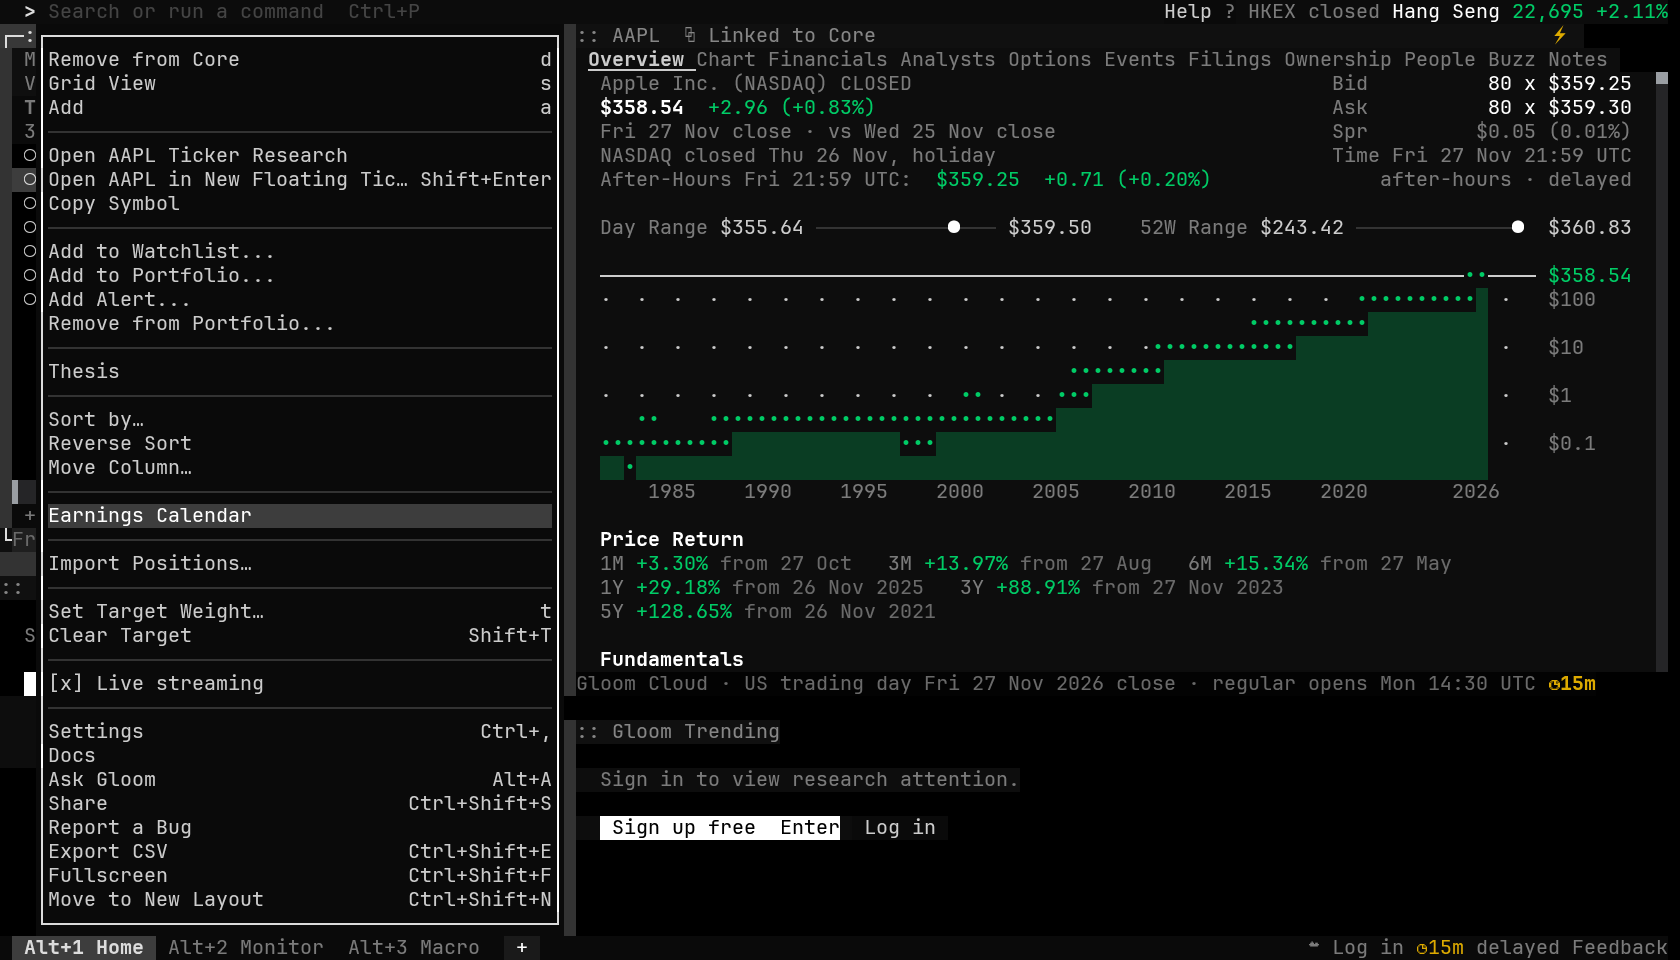 > Search or run a command  Ctrl+P
Help ? HKEX closed Hang Seng 22,695 +2.11%
Remove from Core d
Grid View s
Add a
Open AAPL Ticker Research
Open AAPL in New Floating Tic… Shift+Enter
Copy Symbol
Add to Watchlist...
Add to Portfolio...
Add Alert...
Remove from Portfolio...
Thesis
Sort by…
Reverse Sort
Move Column…
Earnings Calendar
Import Positions…
Set Target Weight… t
Clear Target Shift+T
[x] Live streaming
Settings Ctrl+,
Docs
Ask Gloom Alt+A
Share Ctrl+Shift+S
Report a Bug
Export CSV Ctrl+Shift+E
Fullscreen Ctrl+Shift+F
Move to New Layout Ctrl+Shift+N
M
V
T
3
+
Fr
::
S
:: AAPL Linked to Core
Overview Chart Financials Analysts Options Events Filings Ownership People Buzz Notes
Apple Inc. (NASDAQ) CLOSED Bid 80 x $359.25
$358.54 +2.96 (+0.83%) Ask 80 x $359.30
Fri 27 Nov close · vs Wed 25 Nov close Spr $0.05 (0.01%)
NASDAQ closed Thu 26 Nov, holiday Time Fri 27 Nov 21:59 UTC
After-Hours Fri 21:59 UTC: $359.25 +0.71 (+0.20%) after-hours · delayed
Day Range $355.64 $359.50 52W Range $243.42 $360.83
$358.54
$100
$10
$1
$0.1
1985 1990 1995 2000 2005 2010 2015 2020 2026
Price Return
1M +3.30% from 27 Oct 3M +13.97% from 27 Aug 6M +15.34% from 27 May
1Y +29.18% from 26 Nov 2025 3Y +88.91% from 27 Nov 2023
5Y +128.65% from 26 Nov 2021
Fundamentals
Gloom Cloud · US trading day Fri 27 Nov 2026 close · regular opens Mon 14:30 UTC 15m
:: Gloom Trending
Sign in to view research attention.
Sign up free Enter Log in
Alt+1 Home Alt+2 Monitor Alt+3 Macro +
Log in 15m delayed Feedback